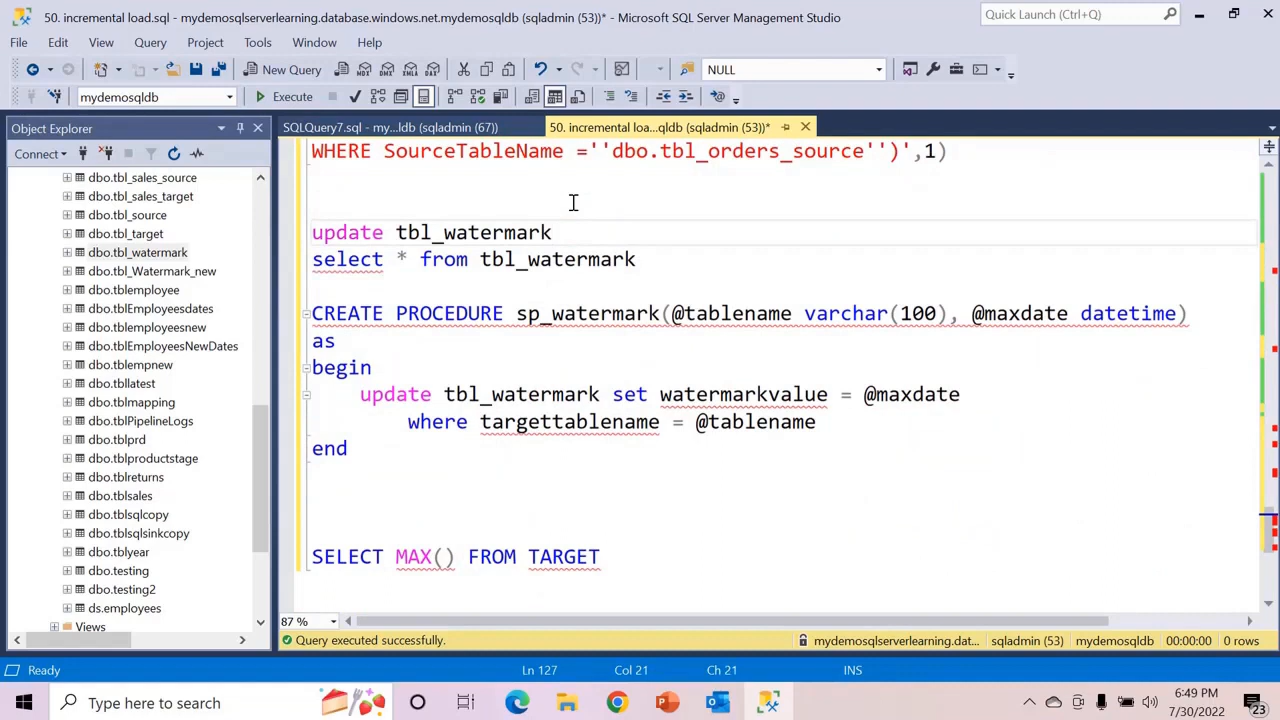 50. incremental load.sql - mydemosqlserverlearning.database.windows.net.mydemosqldb (sqladmin (53))* - Microsoft SQL Server Management Studio
Quick Launch (Ctrl+Q)
File Edit View Query Project Tools Window Help
New Query MDX DMX XMLA DAX NULL
mydemosqldb Execute
Object Explorer
SQLQuery7.sql - my...ldb (sqladmin (67)) 50. incremental loa...qldb (sqladmin (53))*
Connect
dbo.tbl_sales_source
dbo.tbl_sales_target
dbo.tbl_source
dbo.tbl_target
dbo.tbl_watermark
dbo.tbl_Watermark_new
dbo.tblemployee
dbo.tblEmployeesdates
dbo.tblemployeesnew
dbo.tblEmployeesNewDates
dbo.tblempnew
dbo.tbllatest
dbo.tblmapping
dbo.tblPipelineLogs
dbo.tblprd
dbo.tblproductstage
dbo.tblreturns
dbo.tblsales
dbo.tblsqlcopy
dbo.tblsqlsinkcopy
dbo.tblyear
dbo.testing
dbo.testing2
ds.employees
Views
WHERE SourceTableName =''dbo.tbl_orders_source'')',1)
update tbl_watermark
select * from tbl_watermark
CREATE PROCEDURE sp_watermark(@tablename varchar(100), @maxdate datetime)
as
begin
update tbl_watermark set watermarkvalue = @maxdate
where targettablename = @tablename
end
SELECT MAX() FROM TARGET
87 %
Query executed successfully. mydemosqlserverlearning.dat... sqladmin (53) mydemosqldb 00:00:00 0 rows
Ready Ln 127 Col 21 Ch 21 INS
Type here to search
6:49 PM
7/30/2022
23